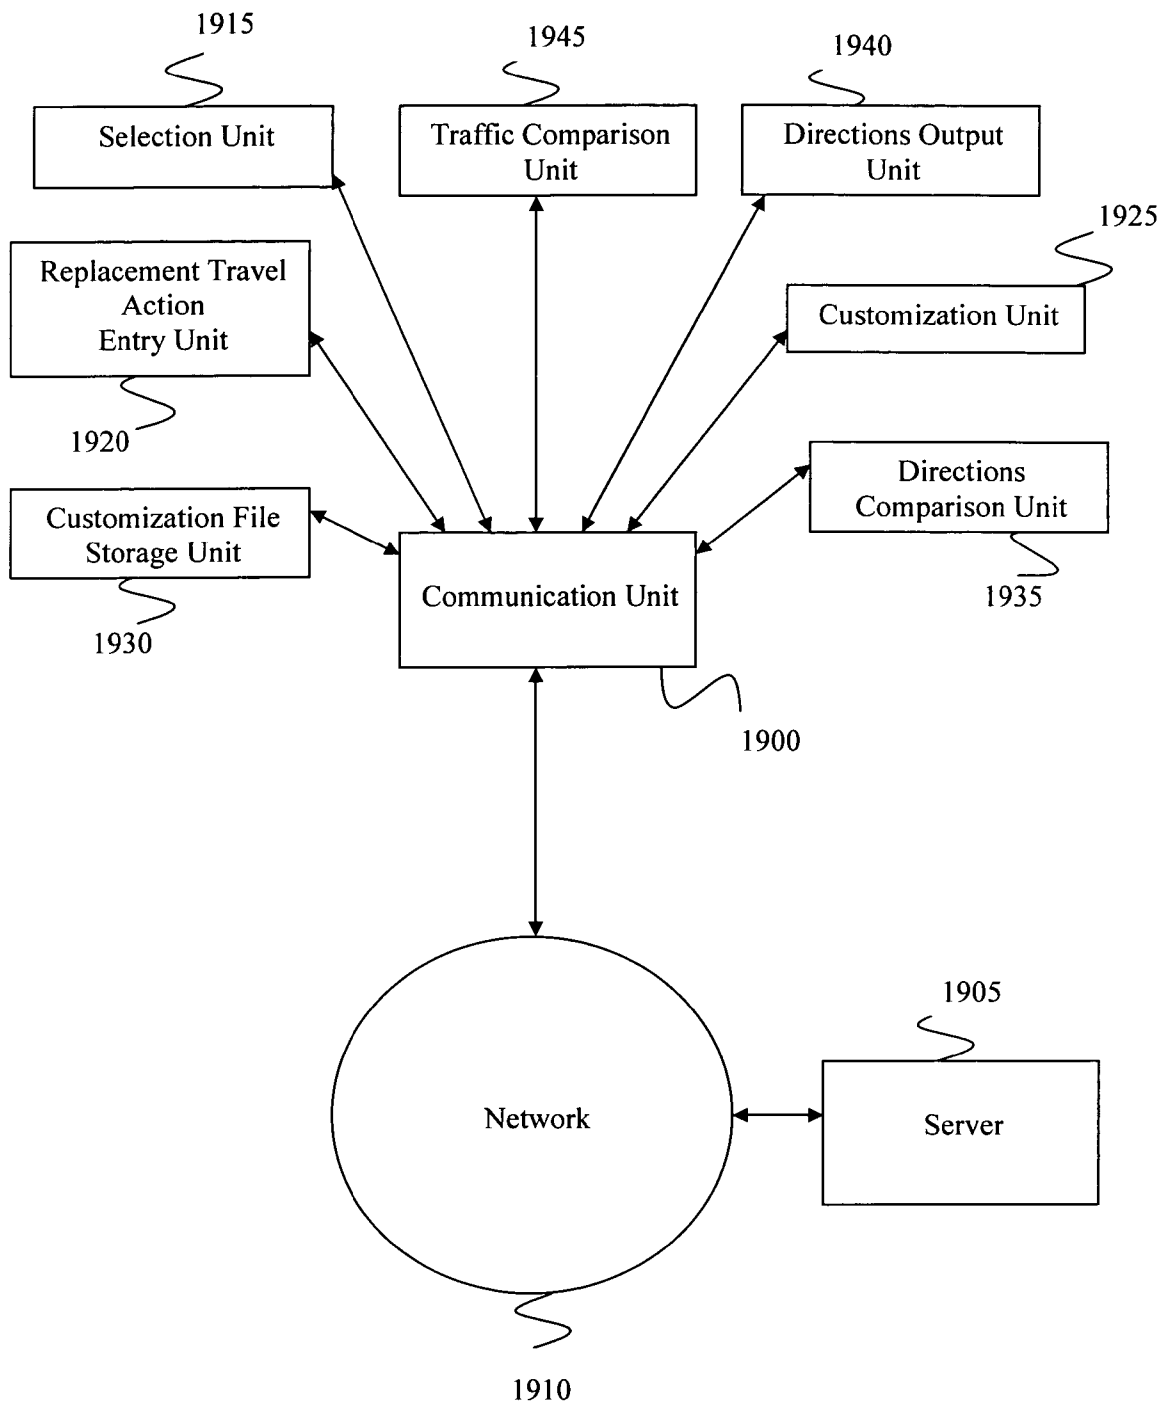 1915
1945
1940
Selection Unit
Traffic Comparison
Unit
Directions Output
Unit
1925
Replacement Travel
Action
Entry Unit
Customization Unit
1920
Directions
Comparison Unit
Customization File
Storage Unit
1935
Communication Unit
1930
1900
1905
Network
Server
1910